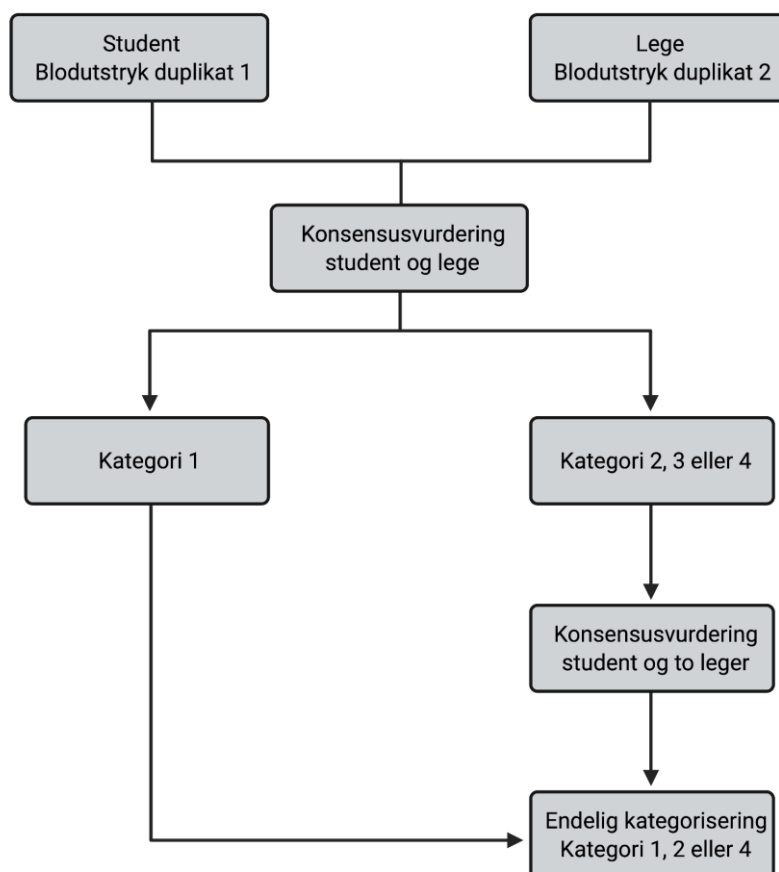 Student
Blodutstryk duplikat 1
Lege
Blodutstryk duplikat 2
Konsensusvurdering
student og lege
Kategori 1
Kategori 2, 3 eller 4
Konsensusvurdering
student og to leger
Endelig kategorisering
Kategori 1, 2 eller 4